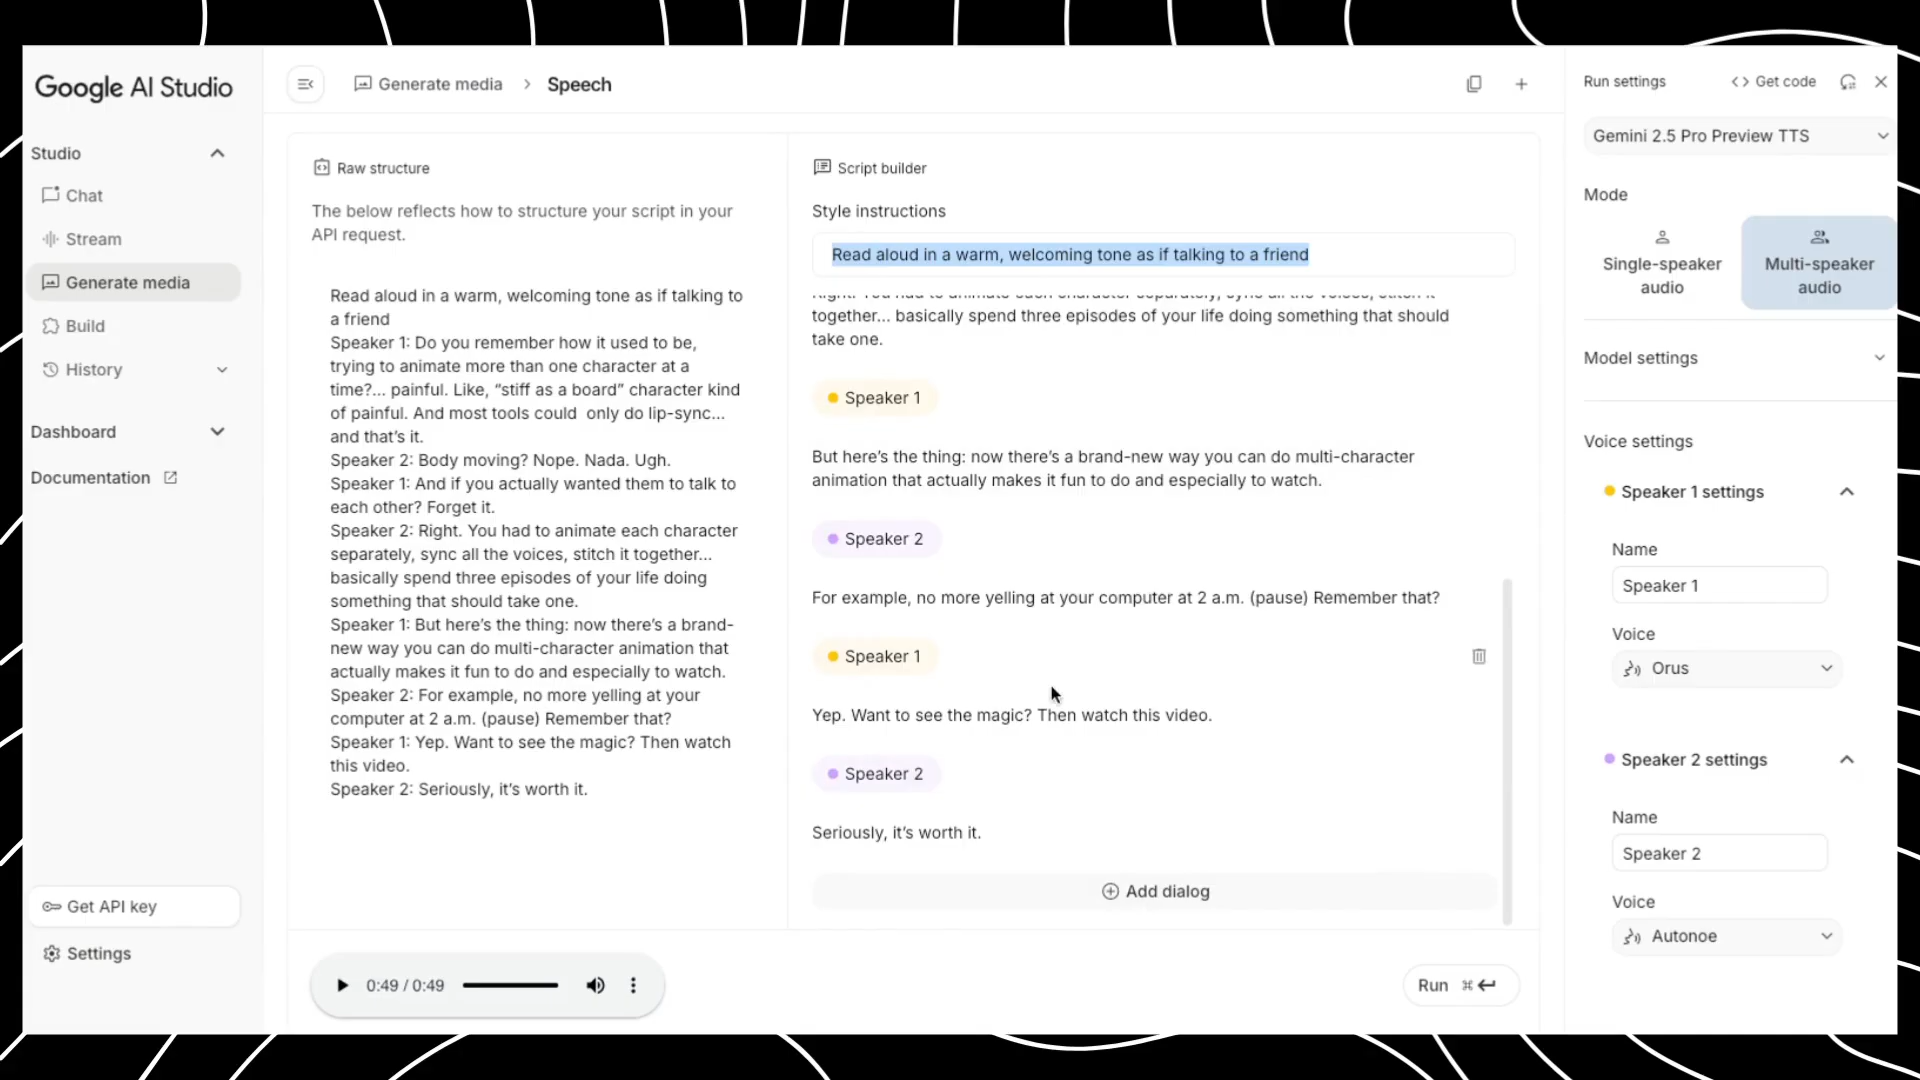 Google AI Studio
Studio
Chat
Stream
Generate media
Build
History
Dashboard
Documentation
Get API key
Settings
Generate media > Speech
Raw structure
The below reflects how to structure your script in your
API request.
Read aloud in a warm, welcoming tone as if talking to
a friend
Speaker 1: Do you remember how it used to be,
trying to animate more than one character at a
time?... painful. Like, “stiff as a board” character kind
of painful. And most tools could  only do lip-sync...
and that’s it.
Speaker 2: Body moving? Nope. Nada. Ugh.
Speaker 1: And if you actually wanted them to talk to
each other? Forget it.
Speaker 2: Right. You had to animate each character
separately, sync all the voices, stitch it together...
basically spend three episodes of your life doing
something that should take one.
Speaker 1: But here’s the thing: now there’s a brand-
new way you can do multi-character animation that
actually makes it fun to do and especially to watch.
Speaker 2: For example, no more yelling at your
computer at 2 a.m. (pause) Remember that?
Speaker 1: Yep. Want to see the magic? Then watch
this video.
Speaker 2: Seriously, it’s worth it.
0:49 / 0:49
Script builder
Style instructions
Read aloud in a warm, welcoming tone as if talking to a friend
Right. You had to animate each character separately, sync all the voices, stitch it
together... basically spend three episodes of your life doing something that should
take one.
Speaker 1
But here’s the thing: now there’s a brand-new way you can do multi-character
animation that actually makes it fun to do and especially to watch.
Speaker 2
For example, no more yelling at your computer at 2 a.m. (pause) Remember that?
Speaker 1
Yep. Want to see the magic? Then watch this video.
Speaker 2
Seriously, it’s worth it.
Add dialog
Run ⌘
Run settings
<> Get code
Gemini 2.5 Pro Preview TTS
Mode
Single-speaker
audio
Multi-speaker
audio
Model settings
Voice settings
Speaker 1 settings
Name
Speaker 1
Voice
Orus
Speaker 2 settings
Name
Speaker 2
Voice
Autonoe